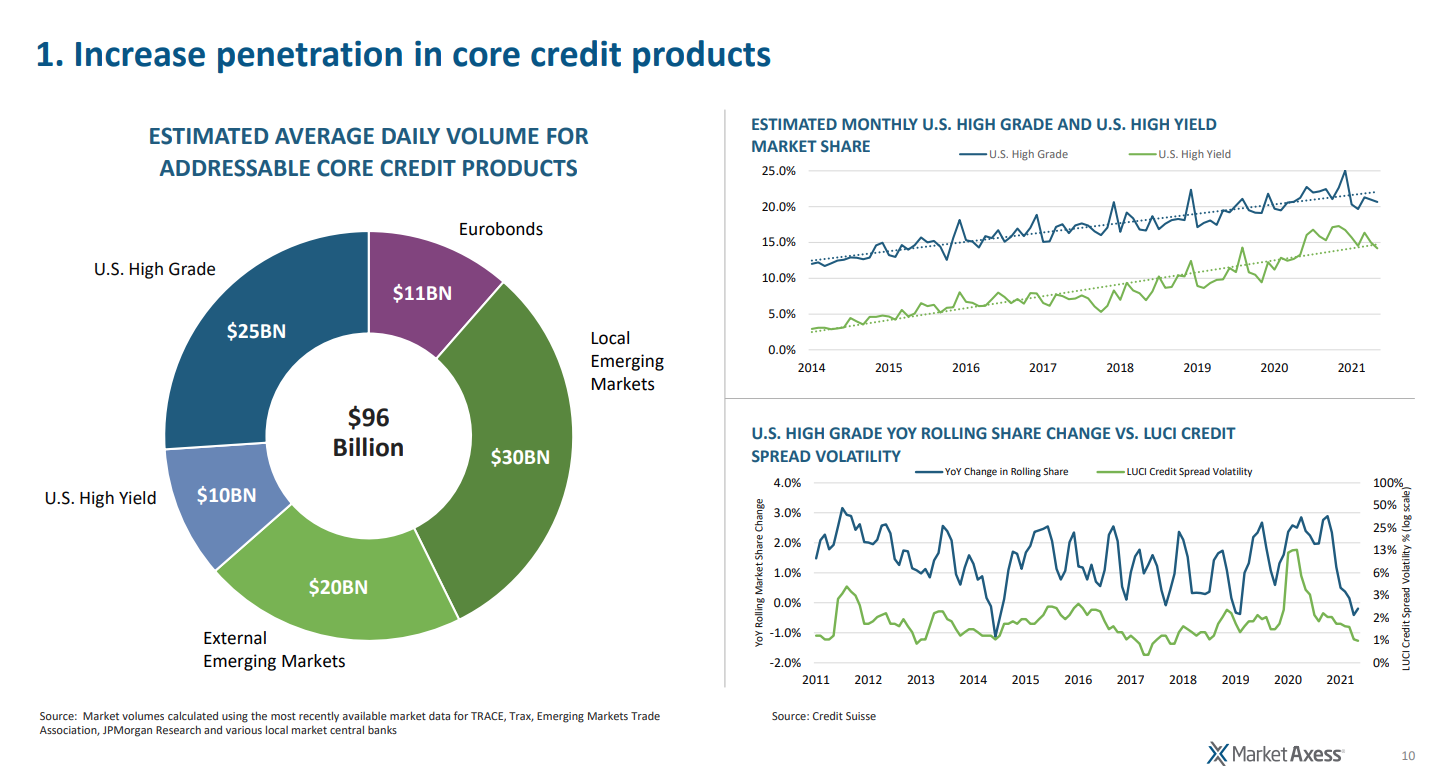 1. Increase penetration in core credit products
ESTIMATED AVERAGE DAILY VOLUME FOR
ADDRESSABLE CORE CREDIT PRODUCTS
Eurobonds
U.S. High Grade
$11BN
$25BN
Local
Emerging
Markets
$96
Billion
$30BN
U.S. High Yield
$10BN
$20BN
External
Emerging Markets
Source: Market volumes calculated using the most recently available market data for TRACE, Trax, Emerging Markets Trade
Association, JPMorgan Research and various local market central banks
ESTIMATED MONTHLY U.S. HIGH GRADE AND U.S. HIGH YIELD
MARKET SHARE
U.S. High Grade
U.S. High Yield
25.0%
20.0%
15.0%
10.0%
5.0%
0.0%
2014 2015 2016 2017 2018 2019 2020 2021
U.S. HIGH GRADE YOY ROLLING SHARE CHANGE VS. LUCI CREDIT
SPREAD VOLATILITY
YoY Change in Rolling Share
LUCI Credit Spread Volatility
YoY Rolling Market Share Change
4.0%
3.0%
2.0%
1.0%
0.0%
-1.0%
-2.0%
100%
50%
25%
13%
6%
3%
2%
1%
0%
LUCI Credit Spread Volatility % (log scale)
2011 2012 2013 2014 2015 2016 2017 2018 2019 2020 2021
Source: Credit Suisse
MarketAxess®
10